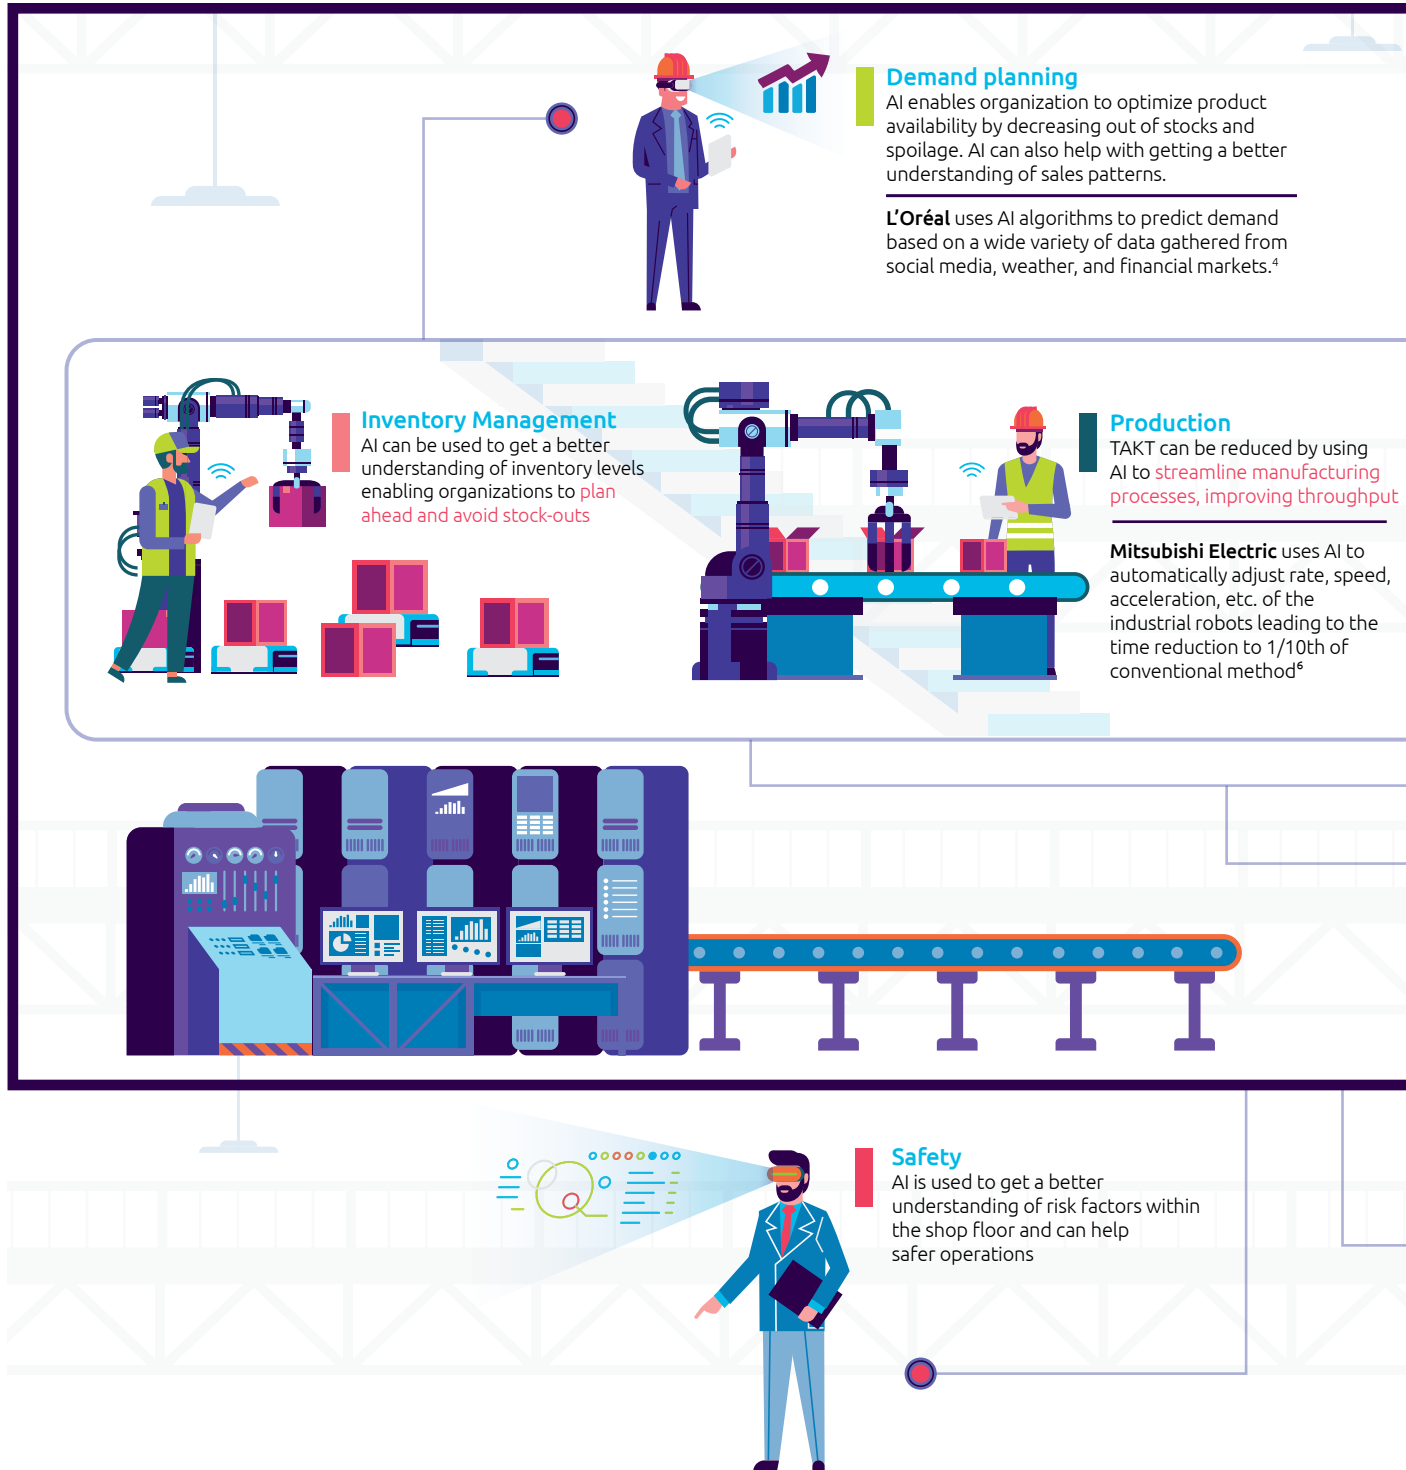 Demand planning
AI enables organization to optimize product
availability by decreasing out of stocks and
spoilage. AI can also help with getting a better
understanding of sales patterns.
L’Oréal uses AI algorithms to predict demand
based on a wide variety of data gathered from
social media, weather, and financial markets.⁴
Inventory Management
AI can be used to get a better
understanding of inventory levels
enabling organizations to plan
ahead and avoid stock-outs
Production
TAKT can be reduced by using
AI to streamline manufacturing
processes, improving throughput
Mitsubishi Electric uses AI to
automatically adjust rate, speed,
acceleration, etc. of the
industrial robots leading to the
time reduction to 1/10th of
conventional method⁶
Safety
AI is used to get a better
understanding of risk factors within
the shop floor and can help
safer operations